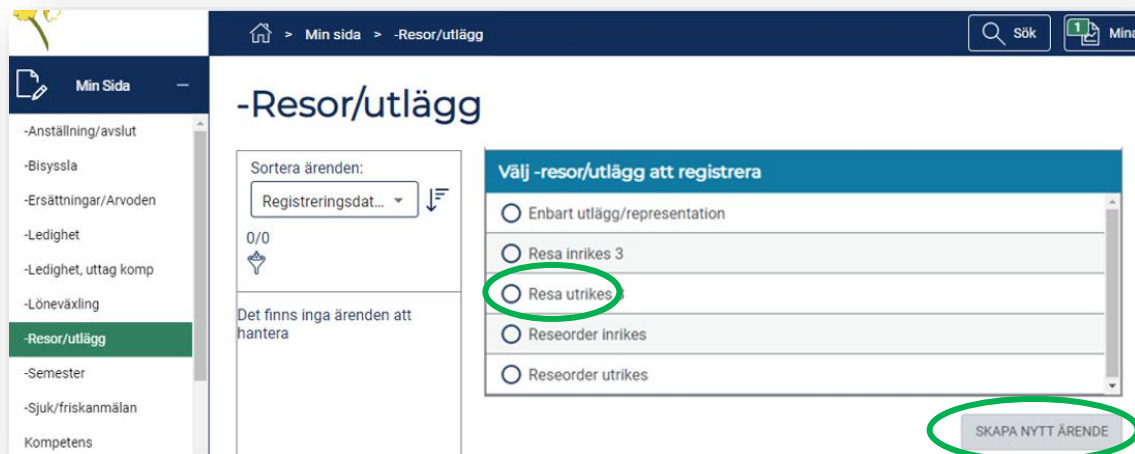 > Min sida > -Resor/utlägg
Sök
1
Mina
Min Sida
-Anställning/avslut
-Bisyssla
-Ersättningar/Arvoden
-Ledighet
-Ledighet, uttag komp
-Löneväxling
-Resor/utlägg
-Semester
-Sjuk/friskanmälan
Kompetens
-Resor/utlägg
Sortera ärenden:
Registreringsdat...
0/0
Det finns inga ärenden att
hantera
Välj -resor/utlägg att registrera
Enbart utlägg/representation
Resa inrikes 3
Resa utrikes 3
Reseorder inrikes
Reseorder utrikes
SKAPA NYTT ÄRENDE